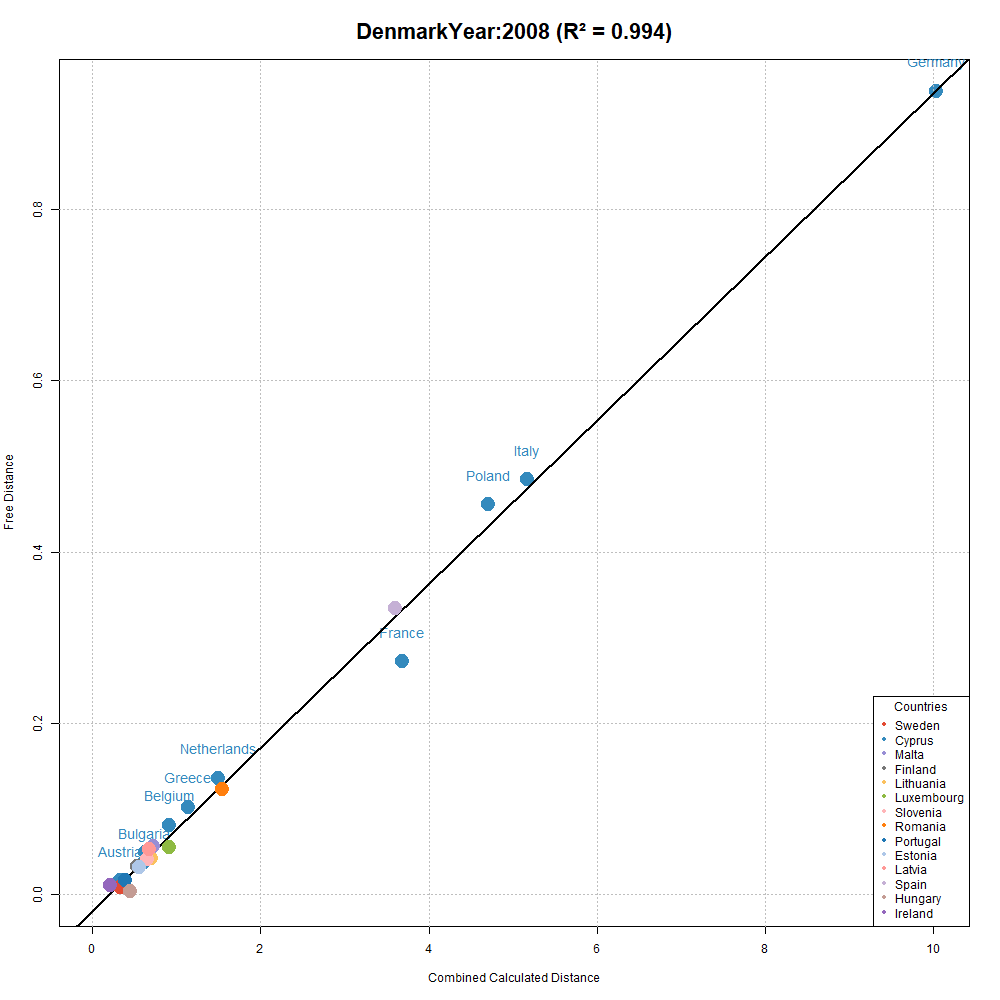 DenmarkYear:2008 (R² = 0.994)
Germany
Italy
Poland
France
Netherlands
Greece
Belgium
Bulgaria
Austria
0.8
0.6
0.4
0.2
0.0
Free Distance
0 2 4 6 8 10
Combined Calculated Distance
Countries
Sweden
Cyprus
Malta
Finland
Lithuania
Luxembourg
Slovenia
Romania
Portugal
Estonia
Latvia
Spain
Hungary
Ireland